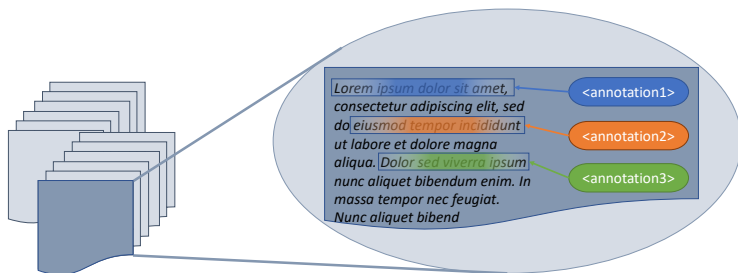 Lorem ipsum dolor sit amet,
consectetur adipiscing elit, sed
do eiusmod tempor incididunt
ut labore et dolore magna
aliqua. Dolor sed viverra ipsum
nunc aliquet bibendum enim. In
massa tempor nec feugiat.
Nunc aliquet bibend
<annotation1>
<annotation2>
<annotation3>